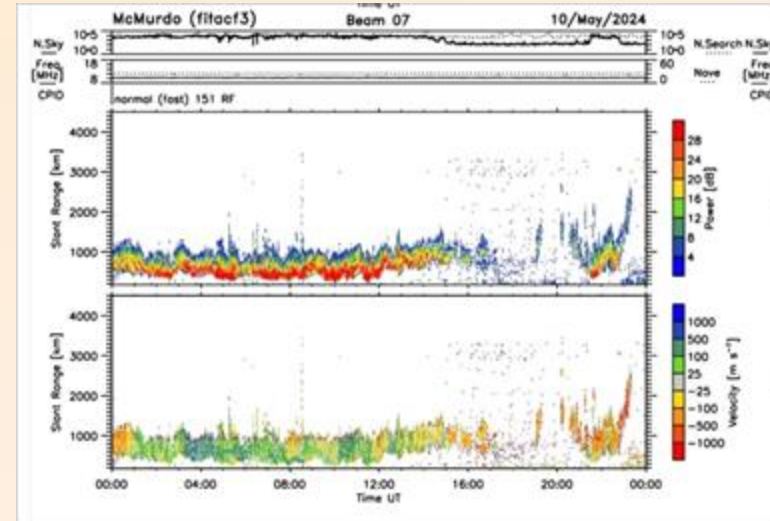 Time UT
McMurdo (fitacf3) Beam 07 10/May/2024
N.Sky 10-5 10-0 10-5 10-0 N.Search N.Sky
Freq [MHz] 18 8 60 0 Nave
CPID normal (fast) 151 RF CPID
Slant Range [km] 4000 3000 2000 1000
28 24 20 16 12 8 4 Power [dB]
Slant Range [km] 4000 3000 2000 1000
1000 500 100 25 -25 -100 -500 -1000 Velocity [m s-1]
00:00 04:00 08:00 12:00 16:00 20:00 00:00
Time UT